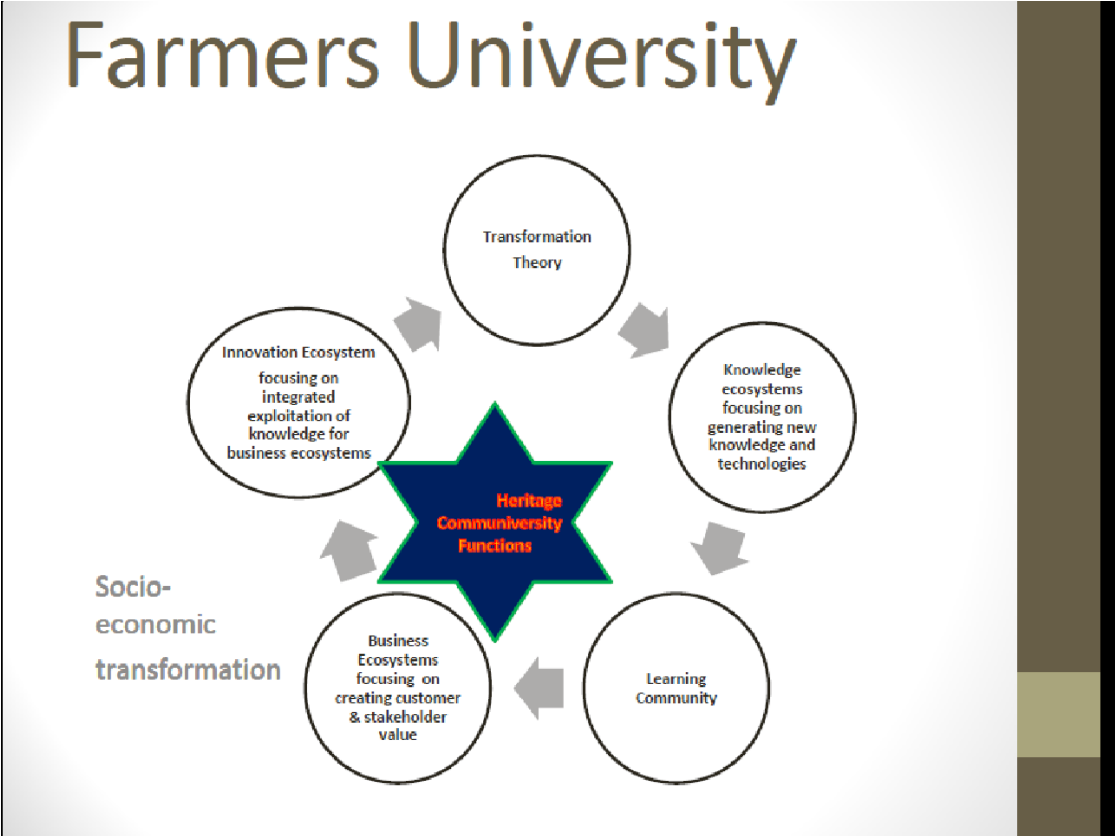 Farmers University
Transformation
Theory
Innovation Ecosystem
focusing on
integrated
exploitation of
knowledge for
business ecosystems
Knowledge
ecosystems
focusing on
generating new
knowledge and
technologies
Heritage
Communiversity
Functions
Socio-
economic
transformation
Business
Ecosystems
focusing on
creating customer
& stakeholder
value
Learning
Community